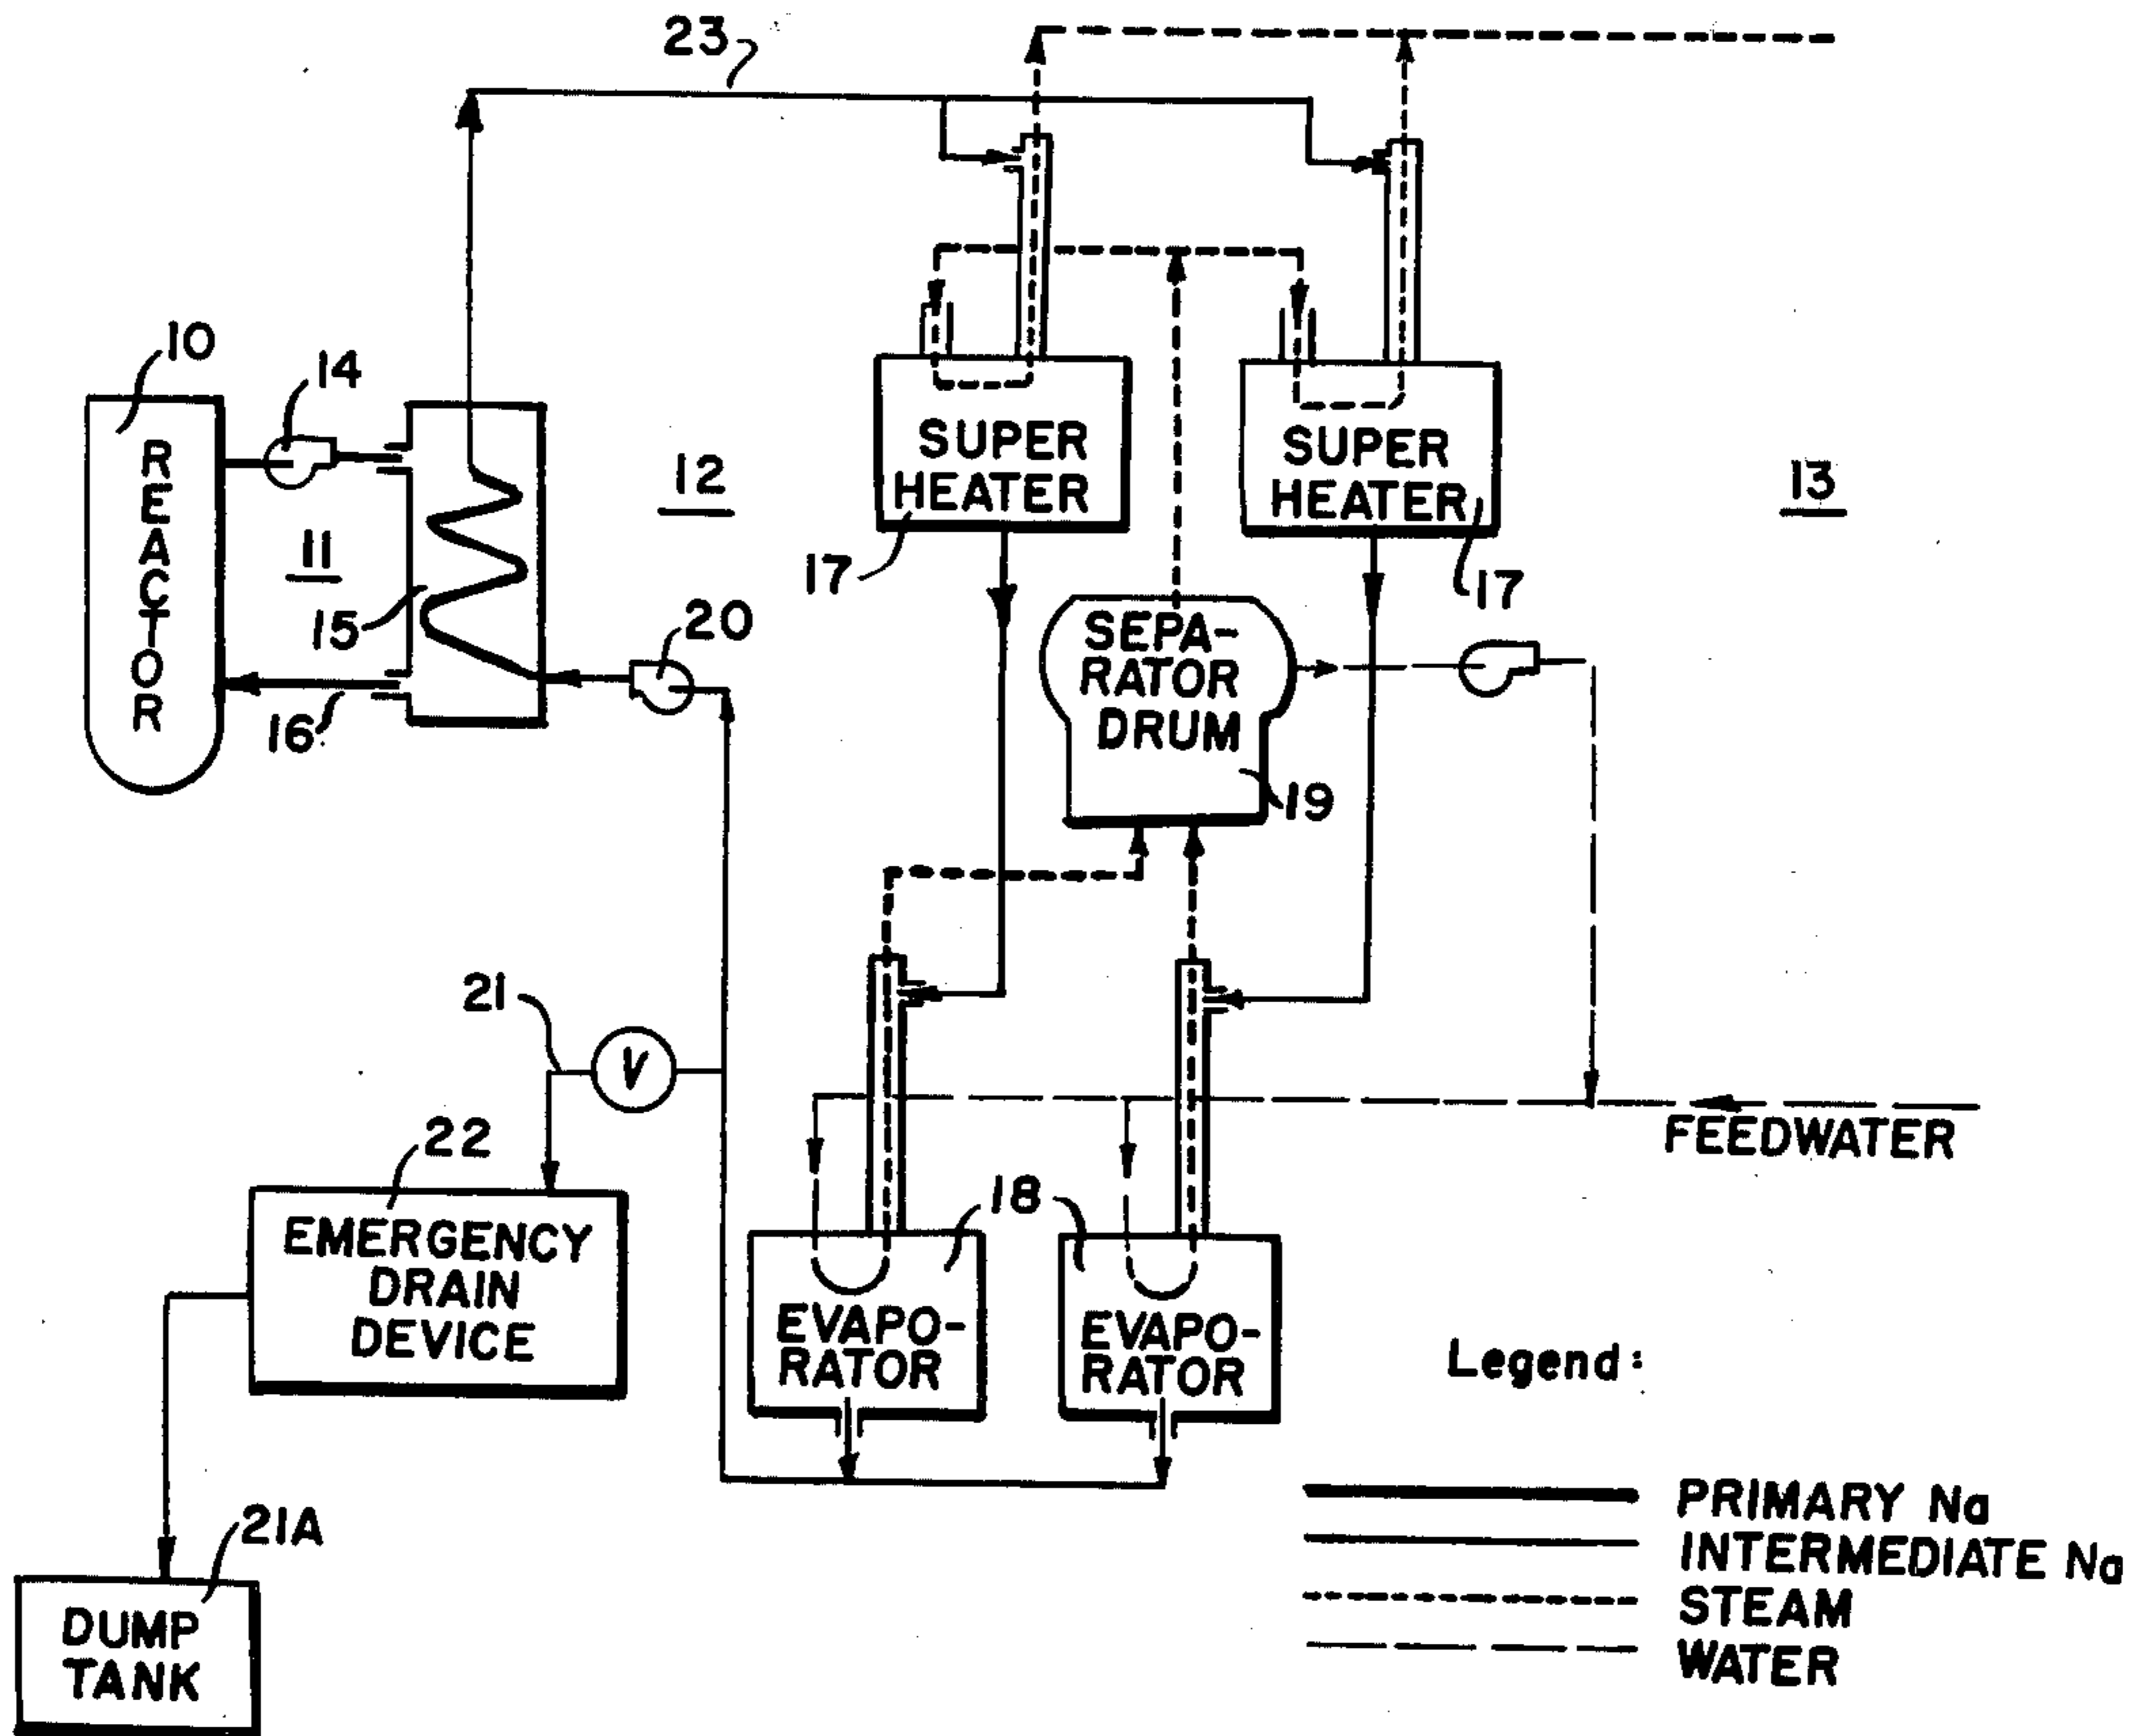 23
10
14
REACTOR
11
12
15
16
20
SUPER
HEATER
17
SUPER
HEATER
17
13
SEPA-
RATOR
DRUM
19
21
V
22
EMERGENCY
DRAIN
DEVICE
18
FEEDWATER
EVAPO-
RATOR
EVAPO-
RATOR
21A
DUMP
TANK
Legend:
PRIMARY Na
INTERMEDIATE Na
STEAM
WATER